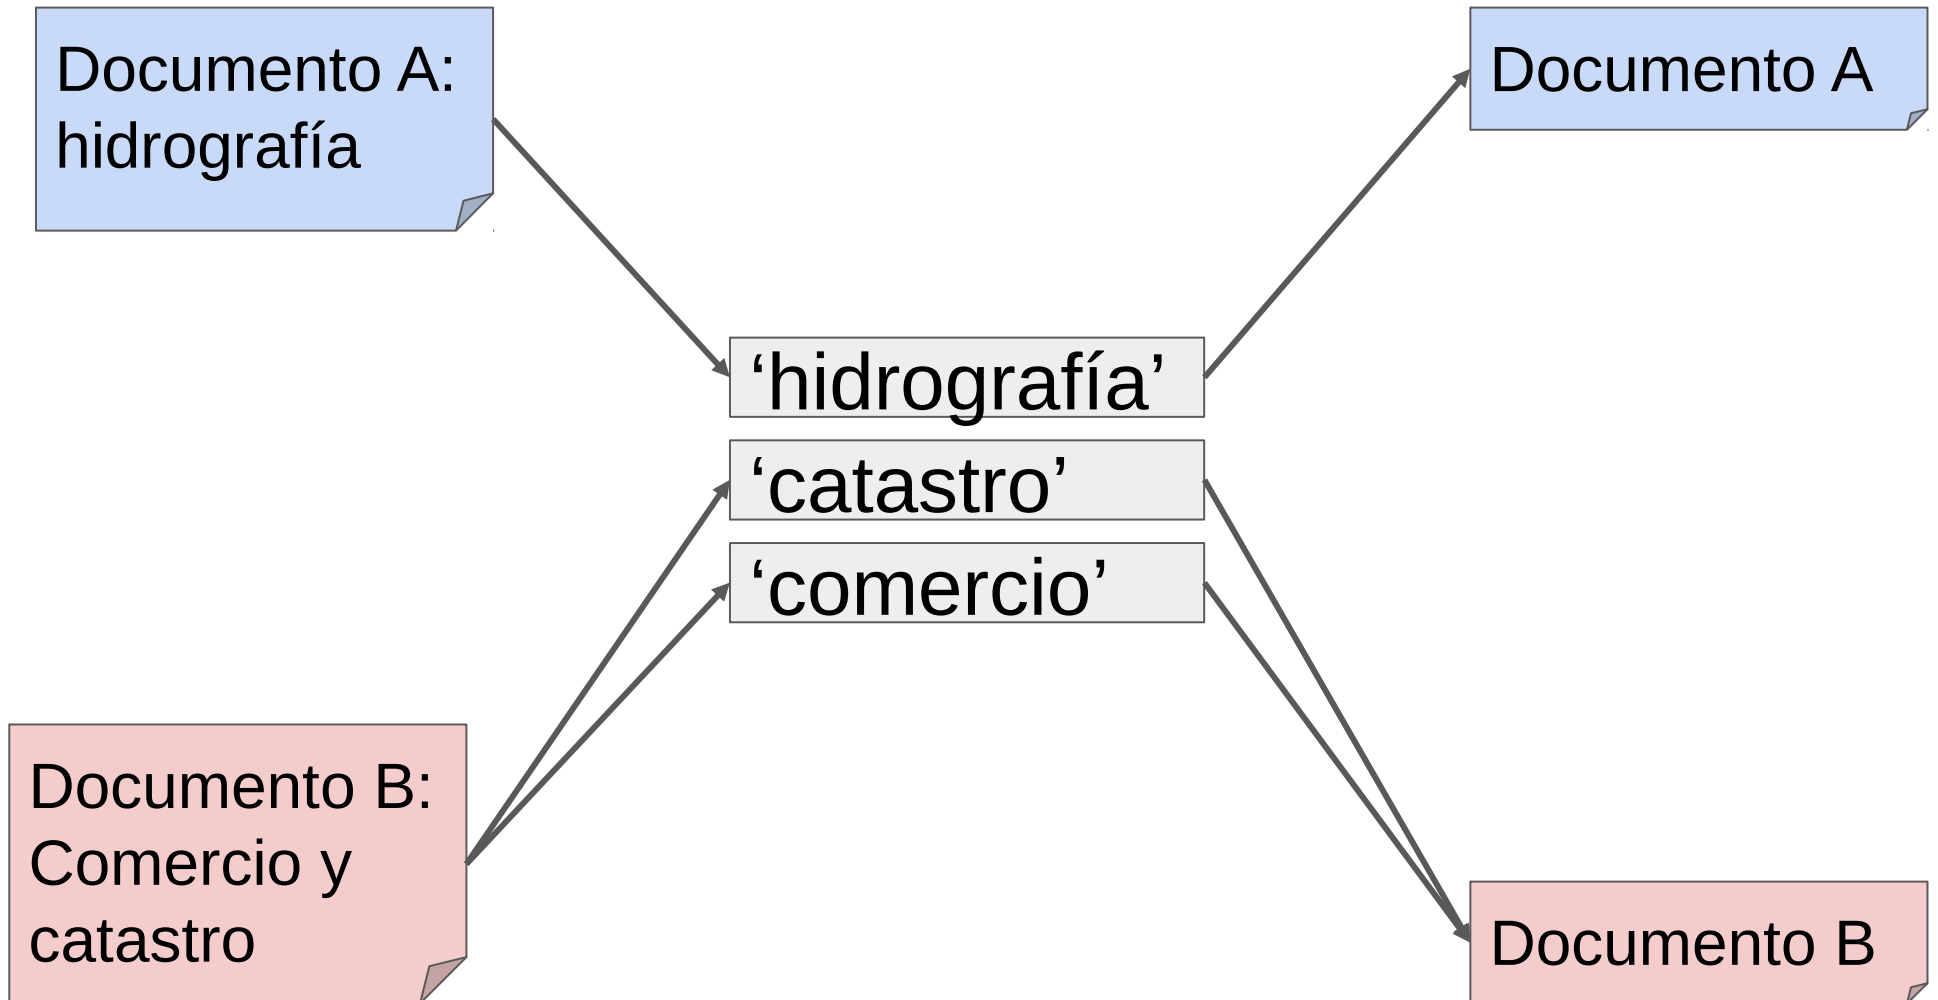 Documento A:
hidrografía
Documento A
‘hidrografía’
‘catastro’
‘comercio’
Documento B:
Comercio y
catastro
Documento B